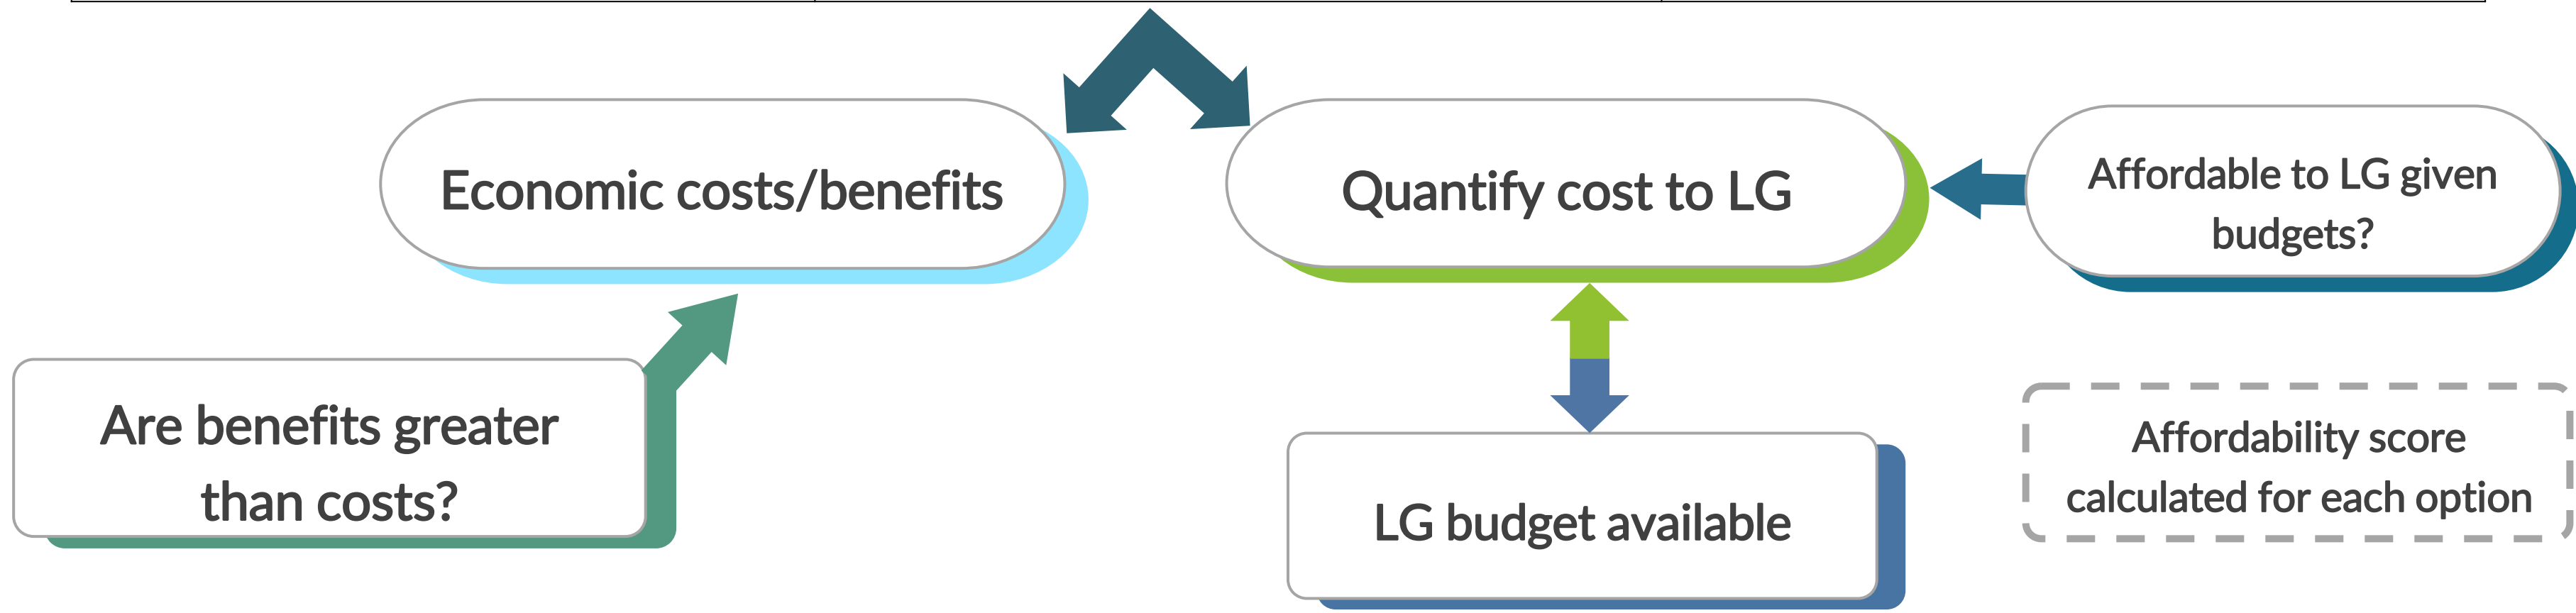 Economic costs/benefits
Quantify cost to LG
Affordable to LG given
budgets?
Are benefits greater
than costs?
LG budget available
Affordability score
calculated for each option